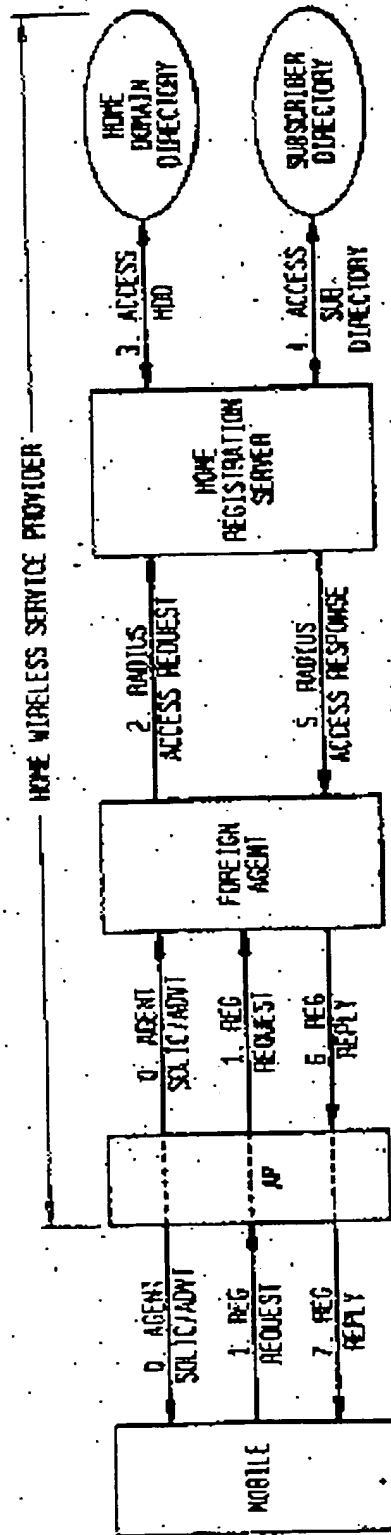 HOME WIRELESS SERVICE PROVIDER
MOBILE
0. AGENT
SOLIC/ADVT
1. REG
REQUEST
7. REG
REPLY
AP
0. AGENT
SOLIC/ADVT
1. REG
REQUEST
6. REG
REPLY
FOREIGN
AGENT
2. RADIUS
ACCESS REQUEST
5. RADIUS
ACCESS RESPONSE
HOME
REGISTRATION
SERVER
3. ACCESS
HDD
4. ACCESS
SUB
DIRECTORY
HOME
DOMAIN
DIRECTORY
SUBSCRIBER
DIRECTORY